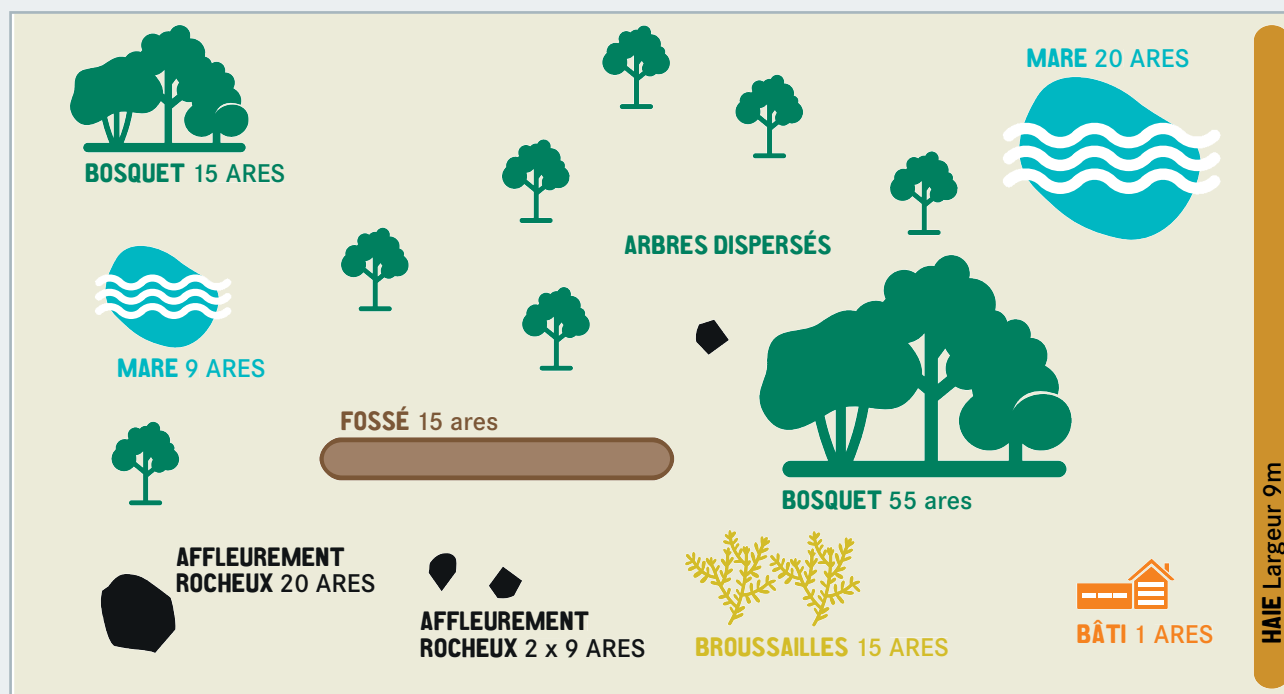 MARE 20 ARES
BOSQUET 15 ARES
ARBRES DISPERSÉS
MARE 9 ARES
FOSSÉ 15 ares
BOSQUET 55 ares
AFFLEUREMENT
ROCHEUX 20 ARES
AFFLEUREMENT
ROCHEUX 2 x 9 ARES
BROUSSAILLES 15 ARES
BÂTI 1 ARES
HAIE Largeur 9m